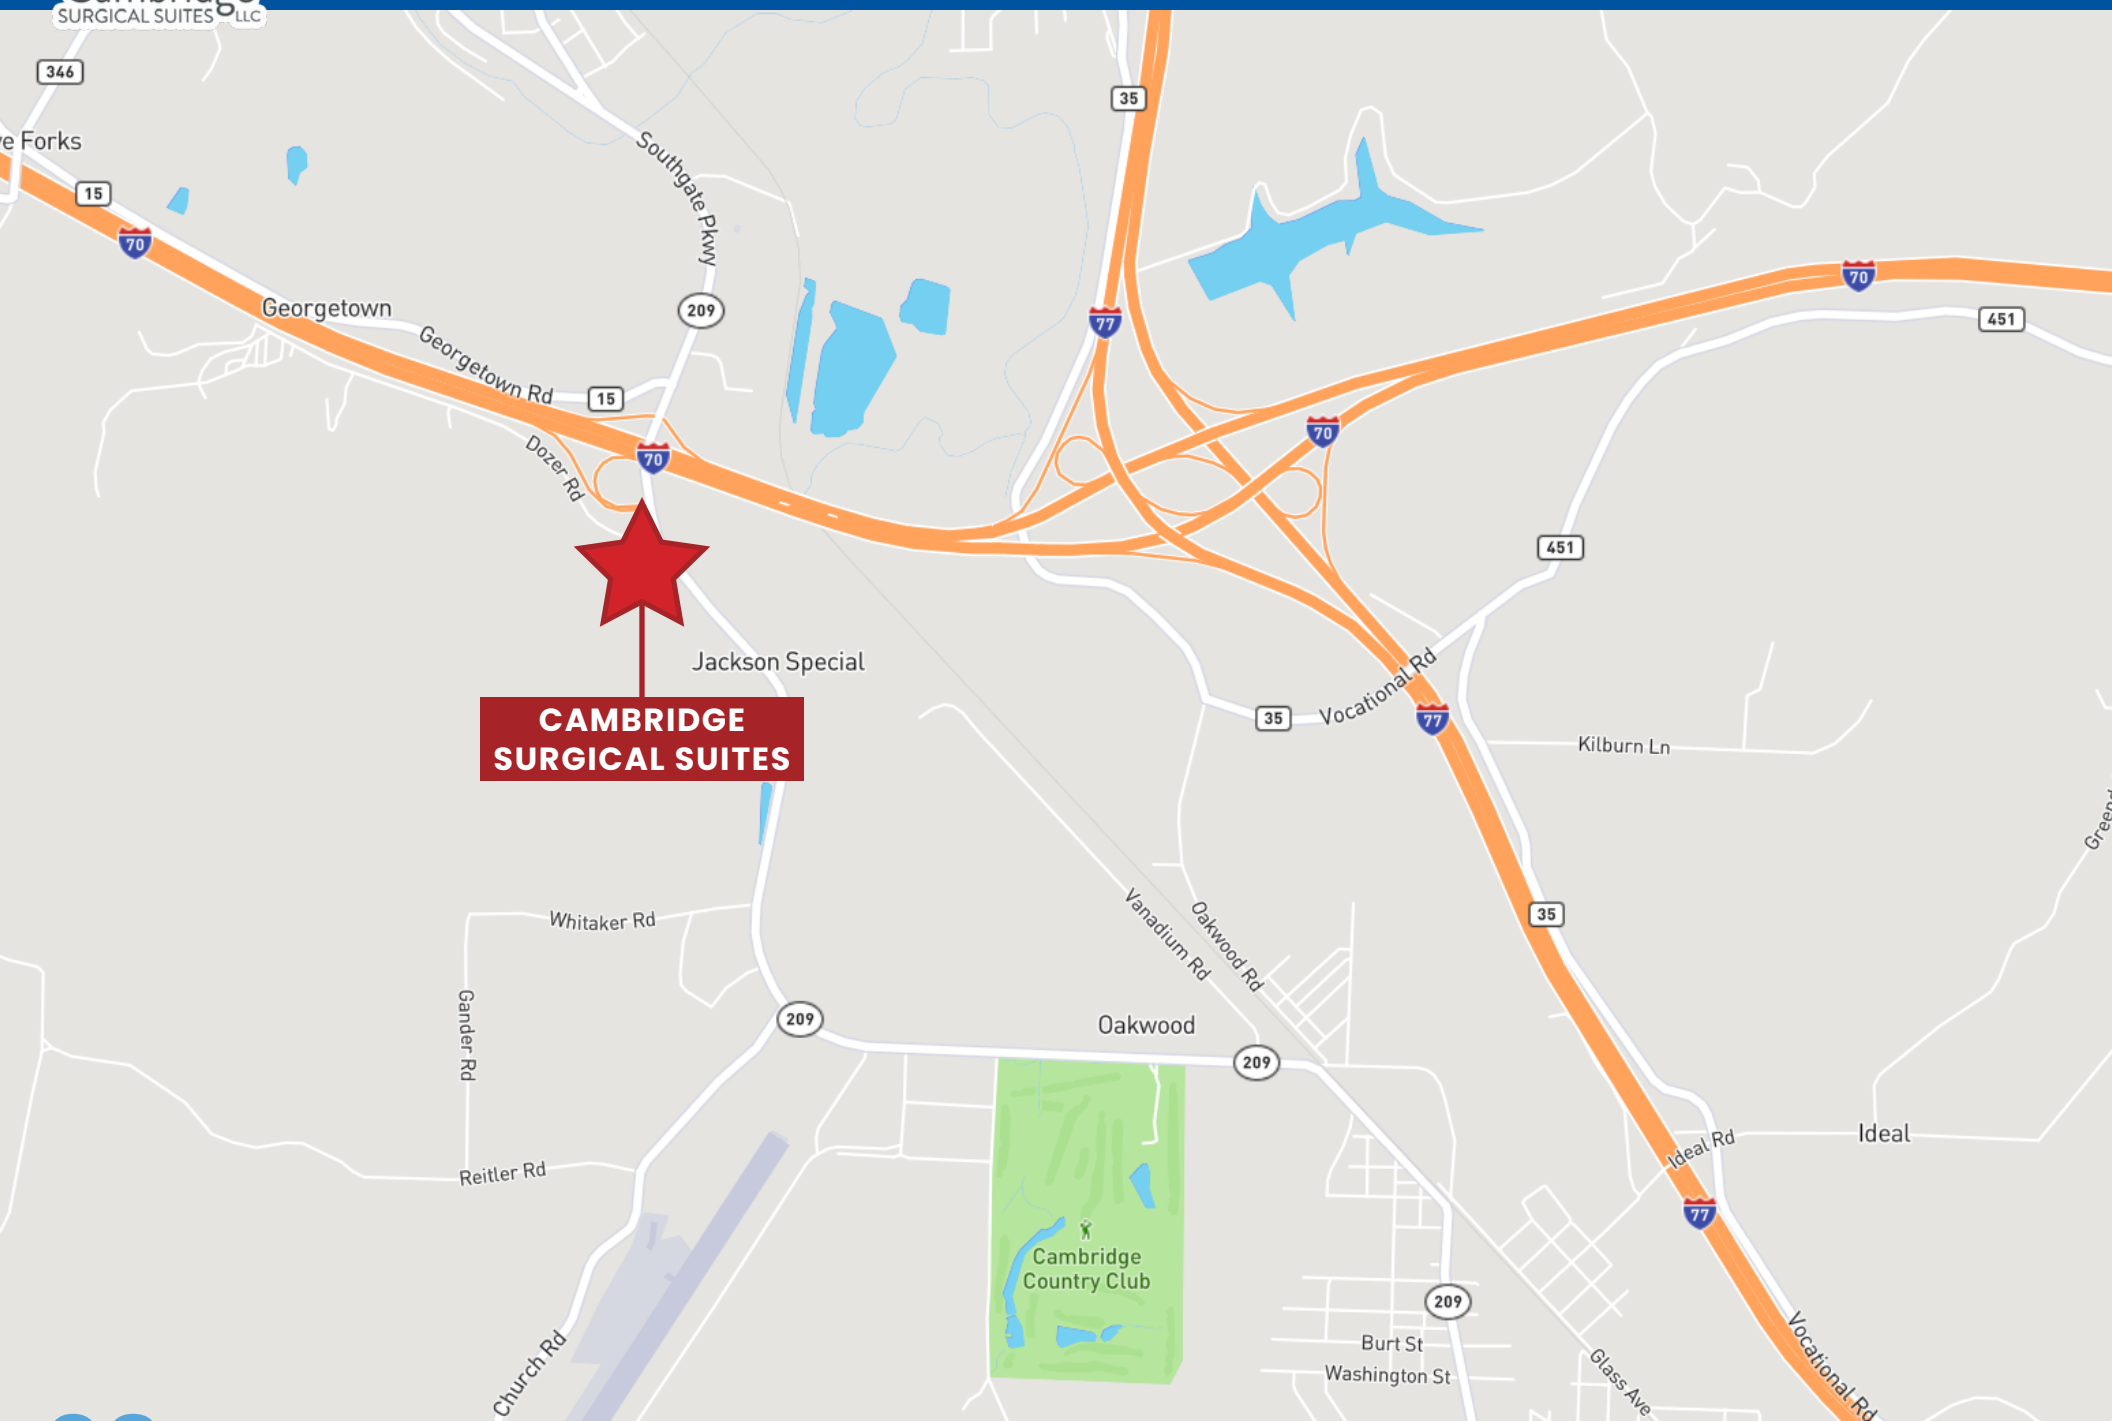 SURGICAL SUITES LLC
346
35
Forks
15
Southgate Pkwy
70
70
Georgetown
209
77
451
Georgetown Rd
15
70
Dozer Rd
70
451
Jackson Special
Vocational Rd
35
77
CAMBRIDGE
SURGICAL SUITES
Kilburn Ln
Vanadium Rd
Oakwood Rd
35
Whitaker Rd
Gander Rd
209
Oakwood
209
Ideal
Ideal Rd
Reitler Rd
77
Cambridge
Country Club
209
Church Rd
Burt St
Washington St
Glass Ave
Vocational Rd